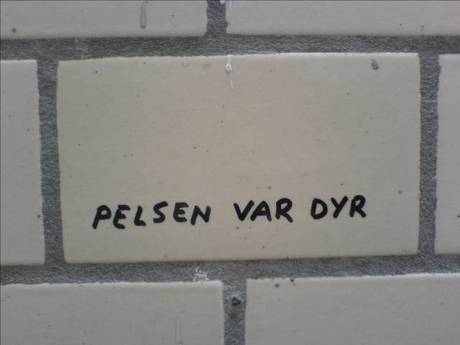 PELSEN VAR DYR